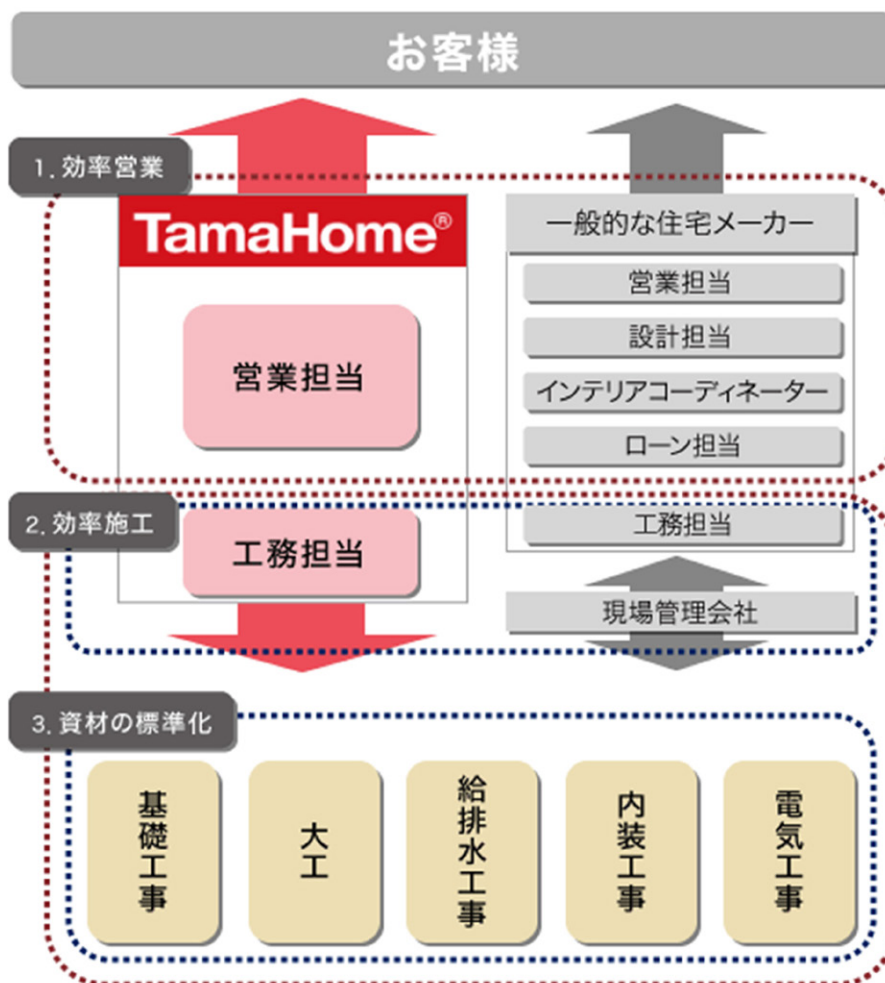 お客様
1. 効率営業
TamaHome®
営業担当
一般的な住宅メーカー
営業担当
設計担当
インテリアコーディネーター
ローン担当
2. 効率施工
工務担当
工務担当
現場管理会社
3. 資材の標準化
基礎工事
大工
給排水工事
内装工事
電気工事